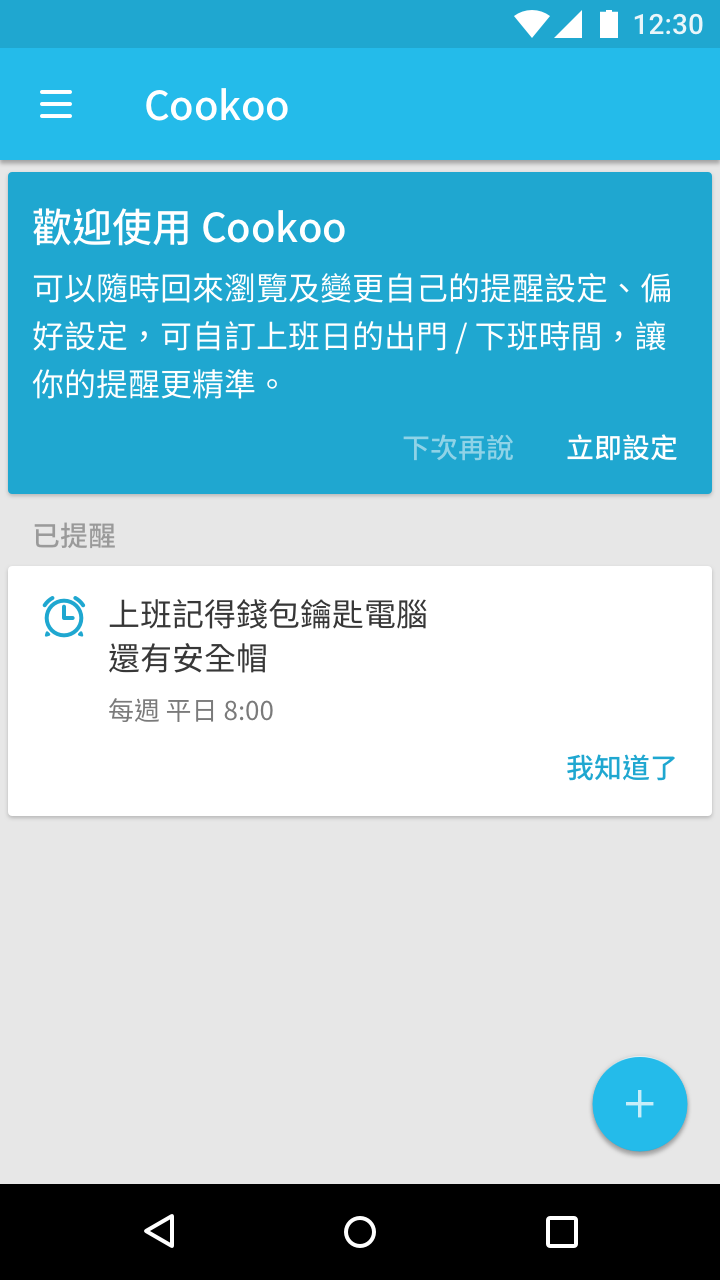 12:30
Cookoo
歡迎使用 Cookoo
可以隨時回來瀏覽及變更自己的提醒設定、偏
好設定，可自訂上班日的出門 / 下班時間，讓
你的提醒更精準。
下次再說 立即設定
已提醒
上班記得錢包鑰匙電腦
還有安全帽
每週 平日 8:00
我知道了